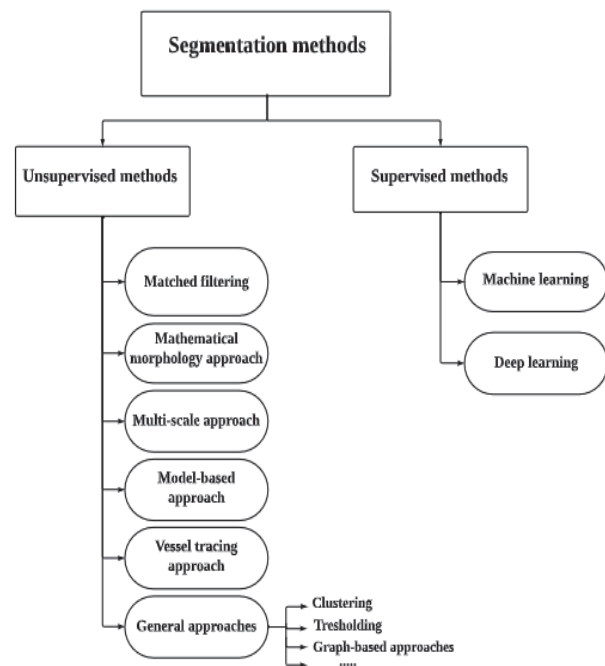 Segmentation methods
Unsupervised methods
Supervised methods
Matched filtering
Mathematical
morphology approach
Multi-scale approach
Model-based
approach
Vessel tracing
approach
General approaches
Clustering
Tresholding
Graph-based approaches
.....
Machine learning
Deep learning